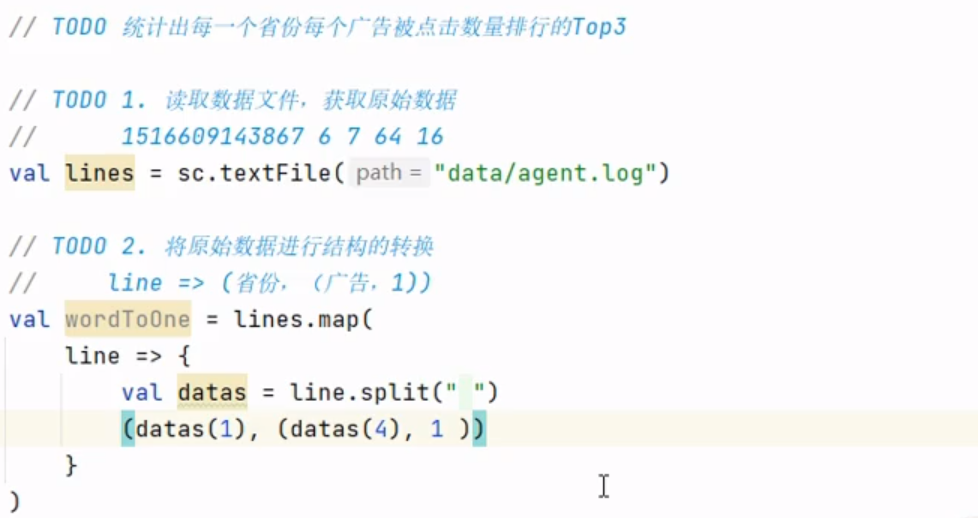 // TODO 统计出每一个省份每个广告被点击数量排行的Top3
// TODO 1. 读取数据文件，获取原始数据
//      1516609143867 6 7 64 16
val lines = sc.textFile( path = "data/agent.log")
// TODO 2. 将原始数据进行结构的转换
//     line => (省份，（广告，1))
val wordToOne = lines.map(
    line => {
        val datas = line.split(" ")
        (datas(1), (datas(4), 1 ))
    }
)